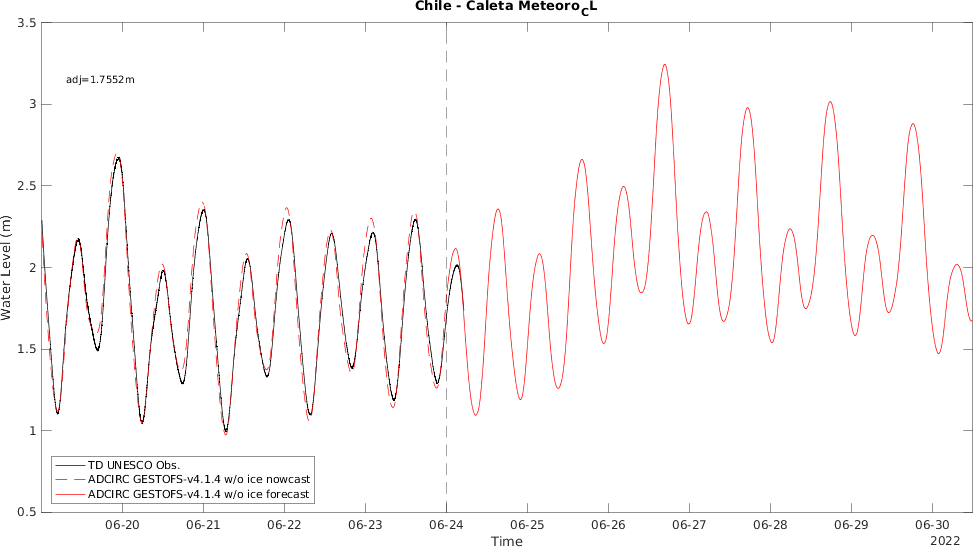 Chile - Caleta Meteoro_CL
adj=1.7552m
3.5
3
2.5
2
1.5
1
0.5
Water Level (m)
TD UNESCO Obs.
ADCIRC GESTOFS-v4.1.4 w/o ice nowcast
ADCIRC GESTOFS-v4.1.4 w/o ice forecast
06-20 06-21 06-22 06-23 06-24 06-25 06-26 06-27 06-28 06-29 06-30
Time
2022